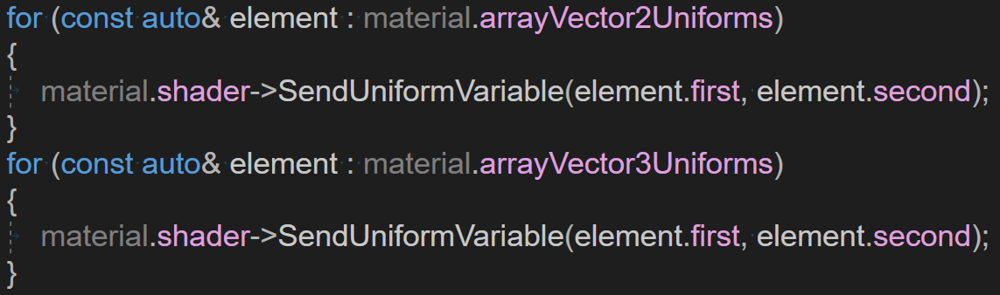 for (const auto& element : material.arrayVector2Uniforms)
{
material.shader->SendUniformVariable(element.first, element.second);
}
for (const auto& element : material.arrayVector3Uniforms)
{
material.shader->SendUniformVariable(element.first, element.second);
}